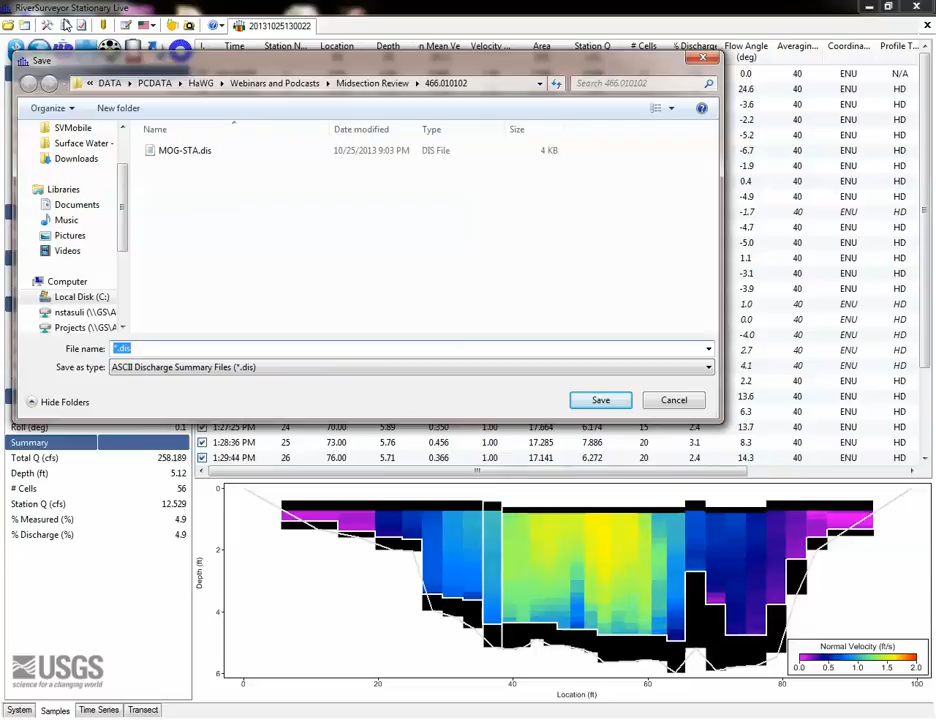 RiverSurveyor Stationary Live
20131025130022
Time Station N... Location Depth n Mean Ve Velocity ... Area Station Q # Cells % Discharge Flow Angle (deg) Averagin... Coordina... Profile T
Save
« DATA PCDATA HaWG Webinars and Podcasts Midsection Review 466.010102 Search 466.010102
Organize New folder
Name Date modified Type Size
MOG-STA.dis 10/25/2013 9:03 PM DIS File 4 KB
SVMobile
Surface Water -
Downloads
Libraries
Documents
Music
Pictures
Videos
Computer
Local Disk (C:)
nstasuli (\\GS\A
Projects (\\GS\A
File name: *.dis
Save as type: ASCII Discharge Summary Files (*.dis)
Hide Folders Save Cancel
0.0 40 ENU N/A
24.6 40 ENU HD
-3.6 40 ENU HD
-2.2 40 ENU HD
-5.2 40 ENU HD
-6.7 40 ENU HD
-1.9 40 ENU HD
0.4 40 ENU HD
-4.9 40 ENU HD
-1.7 40 ENU HD
-4.7 40 ENU HD
-5.0 40 ENU HD
1.1 40 ENU HD
-3.1 40 ENU HD
-3.9 40 ENU HD
1.0 40 ENU HD
0.0 40 ENU HD
-4.0 40 ENU HD
2.7 40 ENU HD
4.1 40 ENU HD
2.2 40 ENU HD
13.6 40 ENU HD
6.3 40 ENU HD
Roll (deg) 0.1
1:27:25 PM 24 70.00 5.89 0.350 1.00 17.664 6.174 15 2.4 13.7 40 ENU HD
Summary
1:28:36 PM 25 73.00 5.76 0.456 1.00 17.285 7.886 20 3.1 8.3 40 ENU HD
Total Q (cfs) 258.189
1:29:44 PM 26 76.00 5.71 0.366 1.00 17.141 6.272 20 2.4 14.3 40 ENU HD
Depth (ft) 5.12
# Cells 56
Station Q (cfs) 12.529
% Measured (%) 4.9
% Discharge (%) 4.9
0
2
4
6
Depth (ft)
0 20 40 60 80 100
Location (ft)
Normal Velocity (ft/s)
0.0 0.5 1.0 1.5 2.0
USGS
science for a changing world
System Samples Time Series Transect